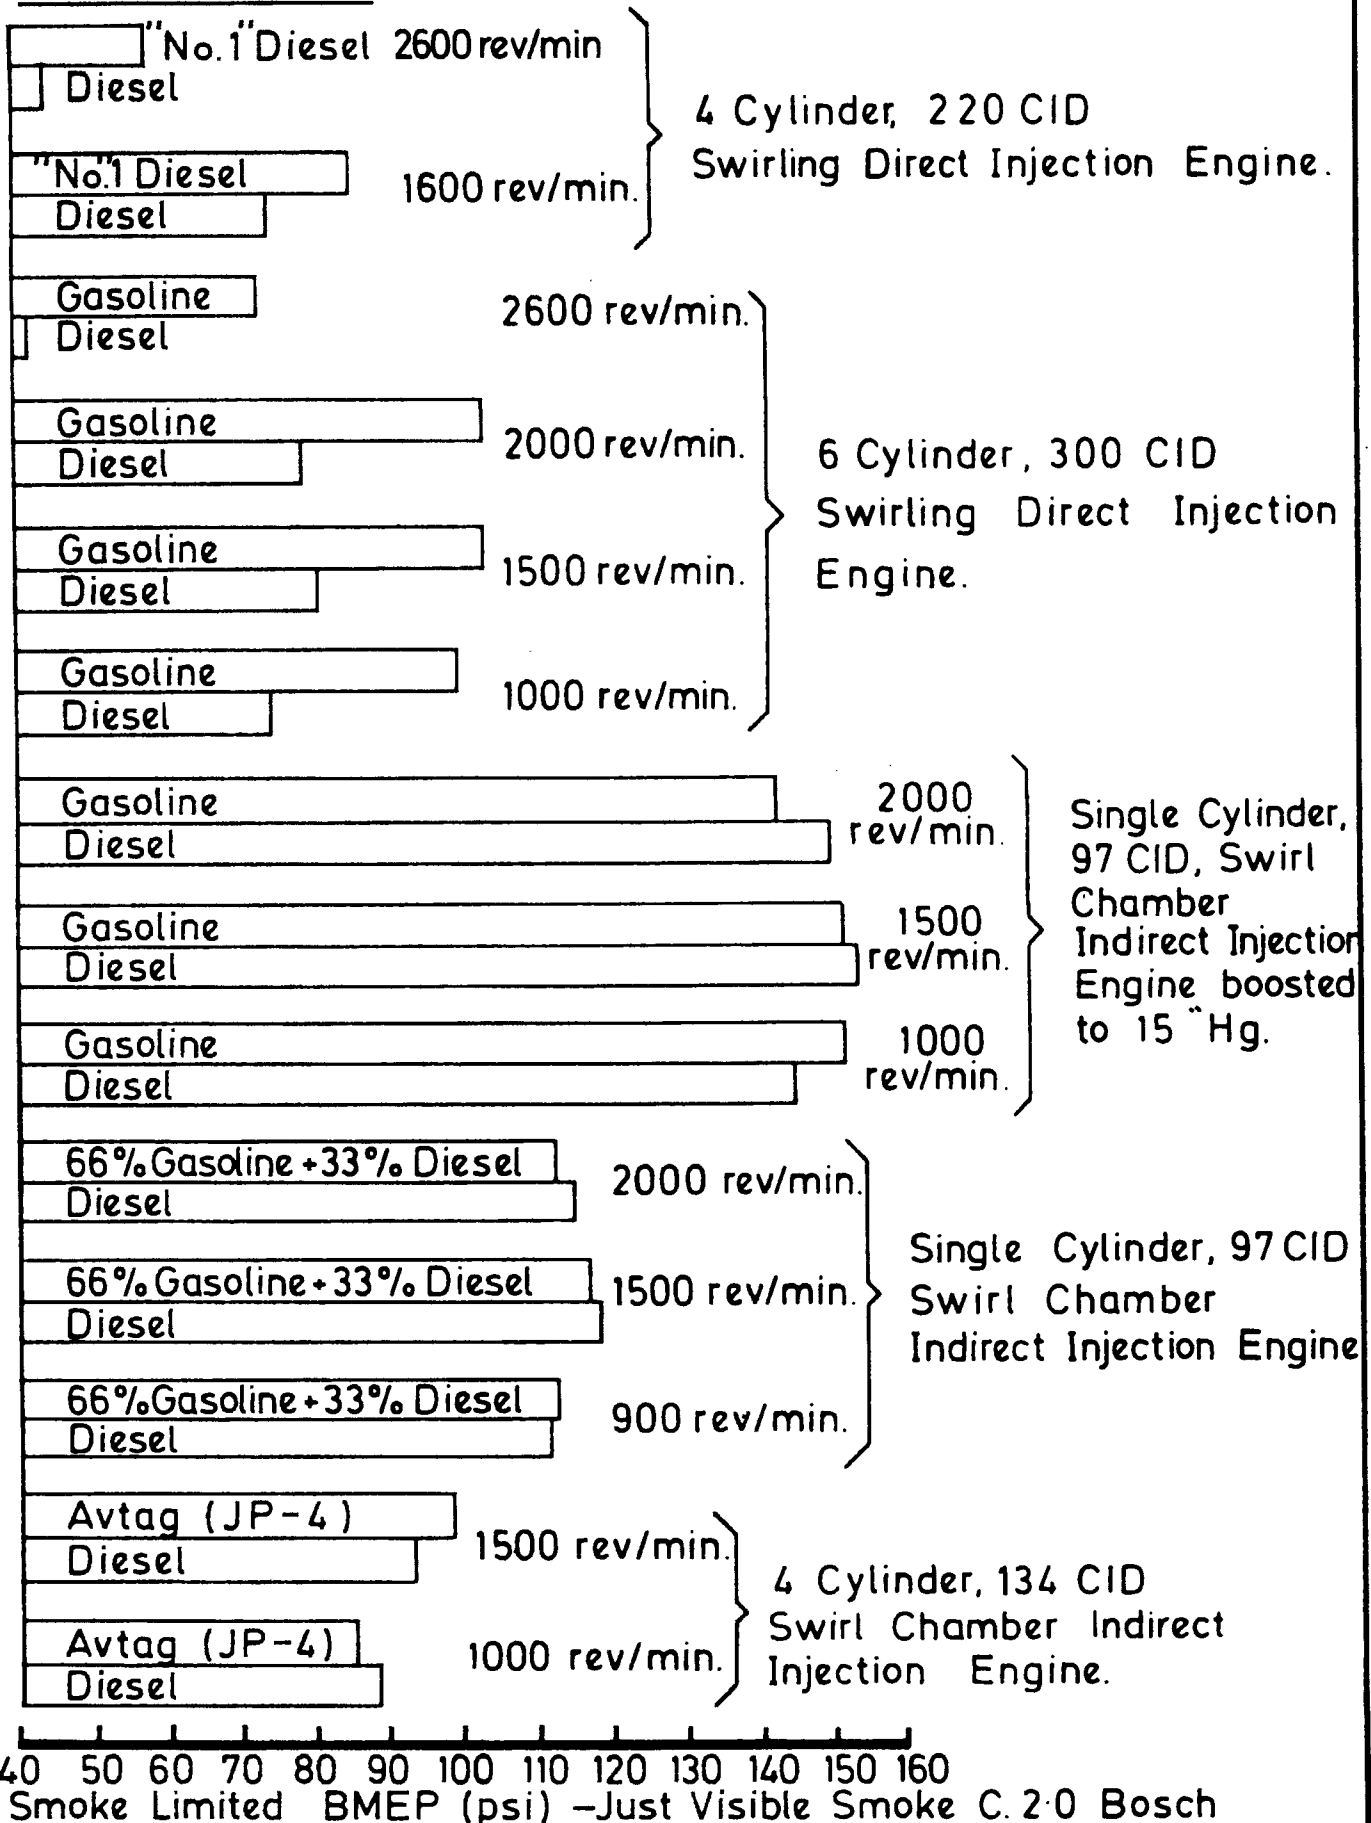 "No.1" Diesel 2600 rev/min
Diesel
4 Cylinder, 220 CID
Swirling Direct Injection Engine.
"No."1 Diesel
1600 rev/min.
Diesel
Gasoline
2600 rev/min.
Diesel
Gasoline
2000 rev/min.
Diesel
6 Cylinder, 300 CID
Swirling Direct Injection
Engine.
Gasoline
1500 rev/min.
Diesel
Gasoline
1000 rev/min.
Diesel
Gasoline
2000
rev/min.
Diesel
Single Cylinder,
97 CID, Swirl
Chamber
Indirect Injection
Engine boosted
to 15 "Hg.
Gasoline
1500
rev/min.
Diesel
Gasoline
1000
rev/min.
Diesel
66% Gasoline + 33% Diesel
2000 rev/min.
Diesel
Single Cylinder, 97 CID
Swirl Chamber
Indirect Injection Engine
66% Gasoline + 33% Diesel
1500 rev/min.
Diesel
66% Gasoline + 33% Diesel
900 rev/min.
Diesel
Avtag (JP-4)
1500 rev/min.
Diesel
4 Cylinder, 134 CID
Swirl Chamber Indirect
Injection Engine.
Avtag (JP-4)
1000 rev/min.
Diesel
40 50 60 70 80 90 100 110 120 130 140 150 160
Smoke Limited BMEP (psi) –Just Visible Smoke C. 2·0 Bosch